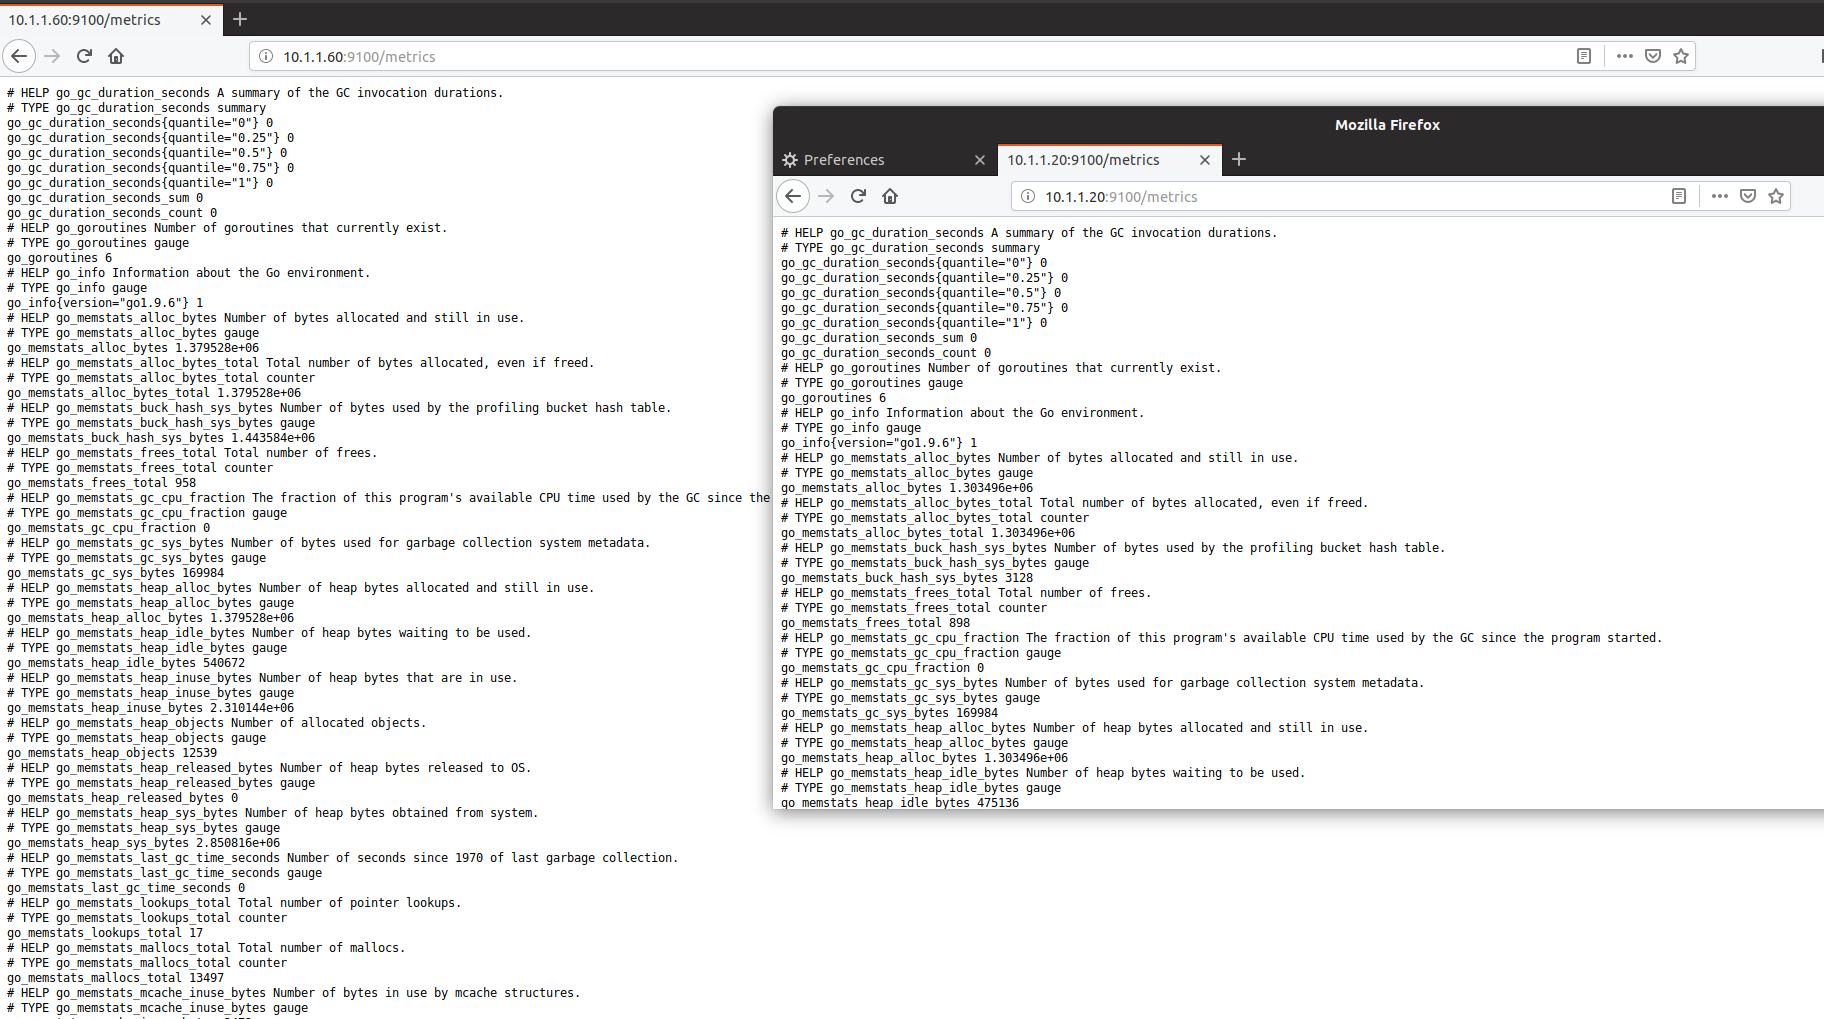 10.1.1.60:9100/metrics
10.1.1.60:9100/metrics
# HELP go_gc_duration_seconds A summary of the GC invocation durations.
# TYPE go_gc_duration_seconds summary
go_gc_duration_seconds{quantile="0"} 0
go_gc_duration_seconds{quantile="0.25"} 0
go_gc_duration_seconds{quantile="0.5"} 0
go_gc_duration_seconds{quantile="0.75"} 0
go_gc_duration_seconds{quantile="1"} 0
go_gc_duration_seconds_sum 0
go_gc_duration_seconds_count 0
# HELP go_goroutines Number of goroutines that currently exist.
# TYPE go_goroutines gauge
go_goroutines 6
# HELP go_info Information about the Go environment.
# TYPE go_info gauge
go_info{version="go1.9.6"} 1
# HELP go_memstats_alloc_bytes Number of bytes allocated and still in use.
# TYPE go_memstats_alloc_bytes gauge
go_memstats_alloc_bytes 1.379528e+06
# HELP go_memstats_alloc_bytes_total Total number of bytes allocated, even if freed.
# TYPE go_memstats_alloc_bytes_total counter
go_memstats_alloc_bytes_total 1.379528e+06
# HELP go_memstats_buck_hash_sys_bytes Number of bytes used by the profiling bucket hash table.
# TYPE go_memstats_buck_hash_sys_bytes gauge
go_memstats_buck_hash_sys_bytes 1.443584e+06
# HELP go_memstats_frees_total Total number of frees.
# TYPE go_memstats_frees_total counter
go_memstats_frees_total 958
# HELP go_memstats_gc_cpu_fraction The fraction of this program's available CPU time used by the GC since the
# TYPE go_memstats_gc_cpu_fraction gauge
go_memstats_gc_cpu_fraction 0
# HELP go_memstats_gc_sys_bytes Number of bytes used for garbage collection system metadata.
# TYPE go_memstats_gc_sys_bytes gauge
go_memstats_gc_sys_bytes 169984
# HELP go_memstats_heap_alloc_bytes Number of heap bytes allocated and still in use.
# TYPE go_memstats_heap_alloc_bytes gauge
go_memstats_heap_alloc_bytes 1.379528e+06
# HELP go_memstats_heap_idle_bytes Number of heap bytes waiting to be used.
# TYPE go_memstats_heap_idle_bytes gauge
go_memstats_heap_idle_bytes 540672
# HELP go_memstats_heap_inuse_bytes Number of heap bytes that are in use.
# TYPE go_memstats_heap_inuse_bytes gauge
go_memstats_heap_inuse_bytes 2.310144e+06
# HELP go_memstats_heap_objects Number of allocated objects.
# TYPE go_memstats_heap_objects gauge
go_memstats_heap_objects 12539
# HELP go_memstats_heap_released_bytes Number of heap bytes released to OS.
# TYPE go_memstats_heap_released_bytes gauge
go_memstats_heap_released_bytes 0
# HELP go_memstats_heap_sys_bytes Number of heap bytes obtained from system.
# TYPE go_memstats_heap_sys_bytes gauge
go_memstats_heap_sys_bytes 2.850816e+06
# HELP go_memstats_last_gc_time_seconds Number of seconds since 1970 of last garbage collection.
# TYPE go_memstats_last_gc_time_seconds gauge
go_memstats_last_gc_time_seconds 0
# HELP go_memstats_lookups_total Total number of pointer lookups.
# TYPE go_memstats_lookups_total counter
go_memstats_lookups_total 17
# HELP go_memstats_mallocs_total Total number of mallocs.
# TYPE go_memstats_mallocs_total counter
go_memstats_mallocs_total 13497
# HELP go_memstats_mcache_inuse_bytes Number of bytes in use by mcache structures.
# TYPE go_memstats_mcache_inuse_bytes gauge
Mozilla Firefox
Preferences
10.1.1.20:9100/metrics
10.1.1.20:9100/metrics
# HELP go_gc_duration_seconds A summary of the GC invocation durations.
# TYPE go_gc_duration_seconds summary
go_gc_duration_seconds{quantile="0"} 0
go_gc_duration_seconds{quantile="0.25"} 0
go_gc_duration_seconds{quantile="0.5"} 0
go_gc_duration_seconds{quantile="0.75"} 0
go_gc_duration_seconds{quantile="1"} 0
go_gc_duration_seconds_sum 0
go_gc_duration_seconds_count 0
# HELP go_goroutines Number of goroutines that currently exist.
# TYPE go_goroutines gauge
go_goroutines 6
# HELP go_info Information about the Go environment.
# TYPE go_info gauge
go_info{version="go1.9.6"} 1
# HELP go_memstats_alloc_bytes Number of bytes allocated and still in use.
# TYPE go_memstats_alloc_bytes gauge
go_memstats_alloc_bytes 1.303496e+06
# HELP go_memstats_alloc_bytes_total Total number of bytes allocated, even if freed.
# TYPE go_memstats_alloc_bytes_total counter
go_memstats_alloc_bytes_total 1.303496e+06
# HELP go_memstats_buck_hash_sys_bytes Number of bytes used by the profiling bucket hash table.
# TYPE go_memstats_buck_hash_sys_bytes gauge
go_memstats_buck_hash_sys_bytes 3128
# HELP go_memstats_frees_total Total number of frees.
# TYPE go_memstats_frees_total counter
go_memstats_frees_total 898
# HELP go_memstats_gc_cpu_fraction The fraction of this program's available CPU time used by the GC since the program started.
# TYPE go_memstats_gc_cpu_fraction gauge
go_memstats_gc_cpu_fraction 0
# HELP go_memstats_gc_sys_bytes Number of bytes used for garbage collection system metadata.
# TYPE go_memstats_gc_sys_bytes gauge
go_memstats_gc_sys_bytes 169984
# HELP go_memstats_heap_alloc_bytes Number of heap bytes allocated and still in use.
# TYPE go_memstats_heap_alloc_bytes gauge
go_memstats_heap_alloc_bytes 1.303496e+06
# HELP go_memstats_heap_idle_bytes Number of heap bytes waiting to be used.
# TYPE go_memstats_heap_idle_bytes gauge
go_memstats_heap_idle_bytes 475136